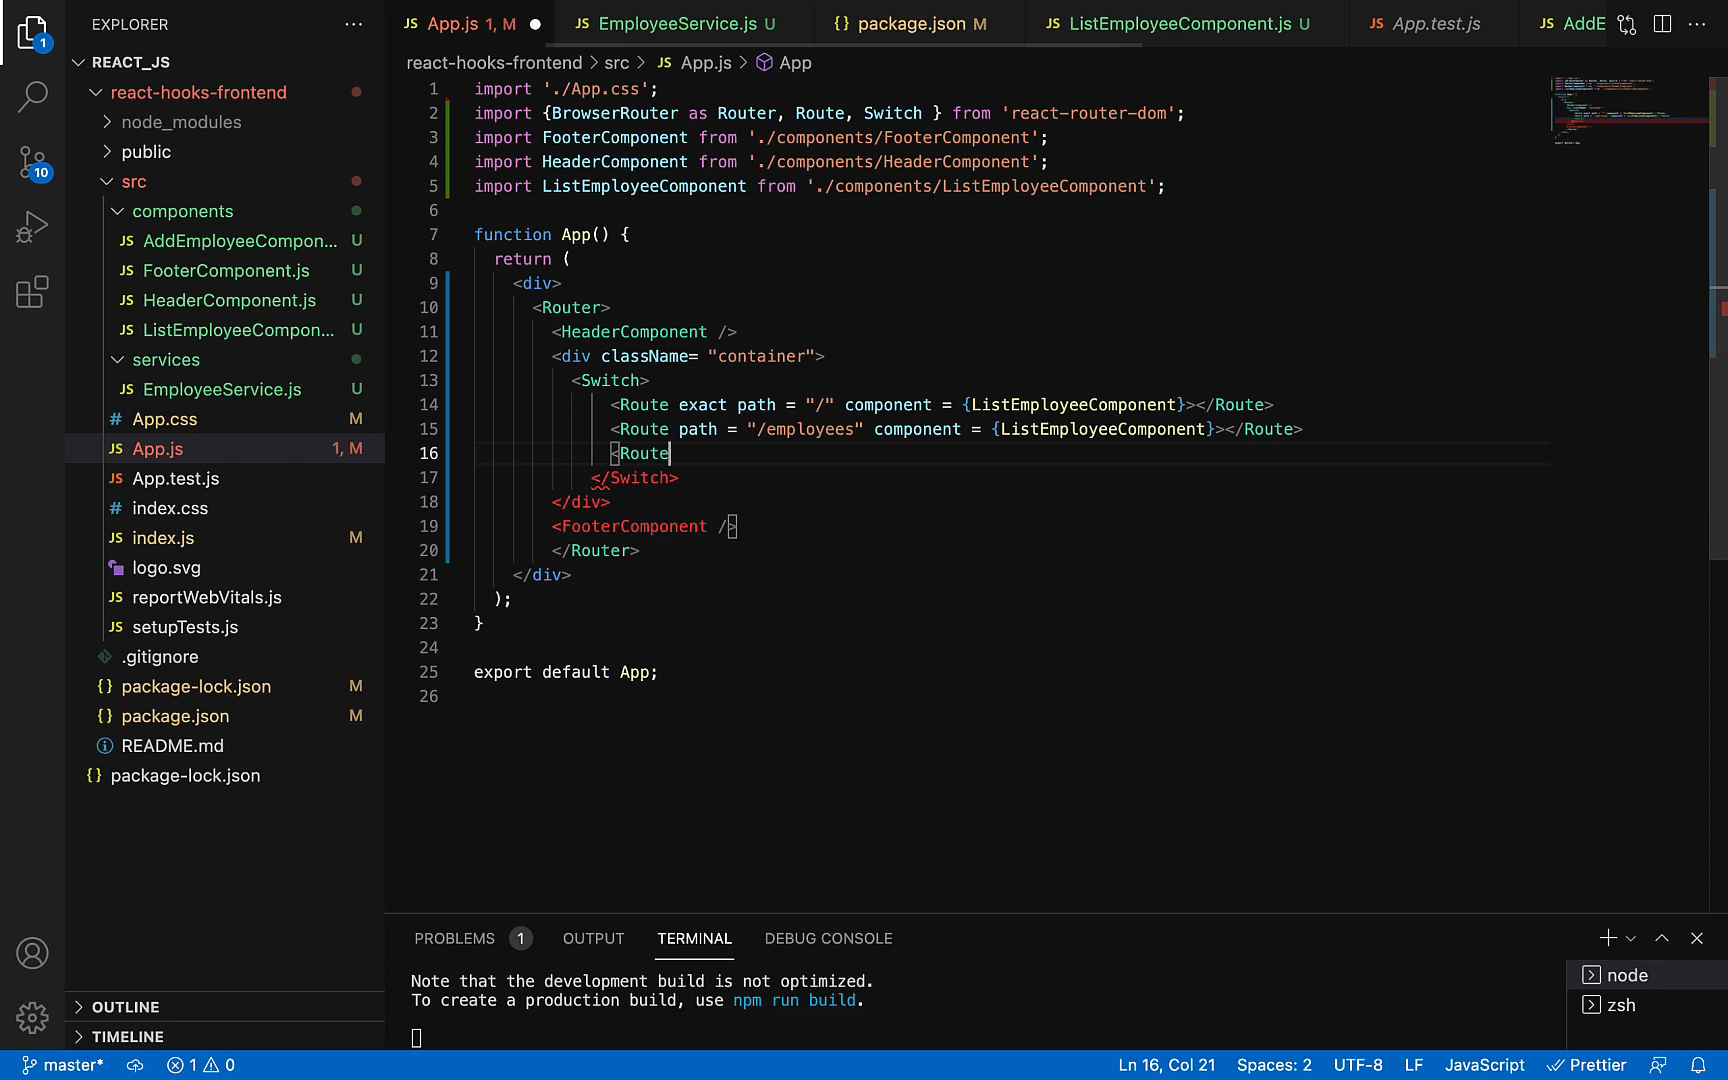 EXPLORER
REACT_JS
react-hooks-frontend
node_modules
public
src
components
AddEmployeeCompon... U
FooterComponent.js U
HeaderComponent.js U
ListEmployeeCompon... U
services
EmployeeService.js U
App.css M
App.js 1, M
App.test.js
index.css
index.js M
logo.svg
reportWebVitals.js
setupTests.js
.gitignore
package-lock.json M
package.json M
README.md
package-lock.json
OUTLINE
TIMELINE
1
10
App.js 1, M
EmployeeService.js U
package.json M
ListEmployeeComponent.js U
App.test.js
AddE
react-hooks-frontend > src > JS App.js > App
1 import './App.css';
2 import {BrowserRouter as Router, Route, Switch } from 'react-router-dom';
3 import FooterComponent from './components/FooterComponent';
4 import HeaderComponent from './components/HeaderComponent';
5 import ListEmployeeComponent from './components/ListEmployeeComponent';
6
7 function App() {
8 return (
9 <div>
10 <Router>
11 <HeaderComponent />
12 <div className= "container">
13 <Switch>
14 <Route exact path = "/" component = {ListEmployeeComponent}></Route>
15 <Route path = "/employees" component = {ListEmployeeComponent}></Route>
16 <Route
17 </Switch>
18 </div>
19 <FooterComponent />
20 </Router>
21 </div>
22 );
23 }
24
25 export default App;
26
PROBLEMS 1 OUTPUT TERMINAL DEBUG CONSOLE
Note that the development build is not optimized.
To create a production build, use npm run build.
node
zsh
master* 1 0 Ln 16, Col 21 Spaces: 2 UTF-8 LF JavaScript Prettier